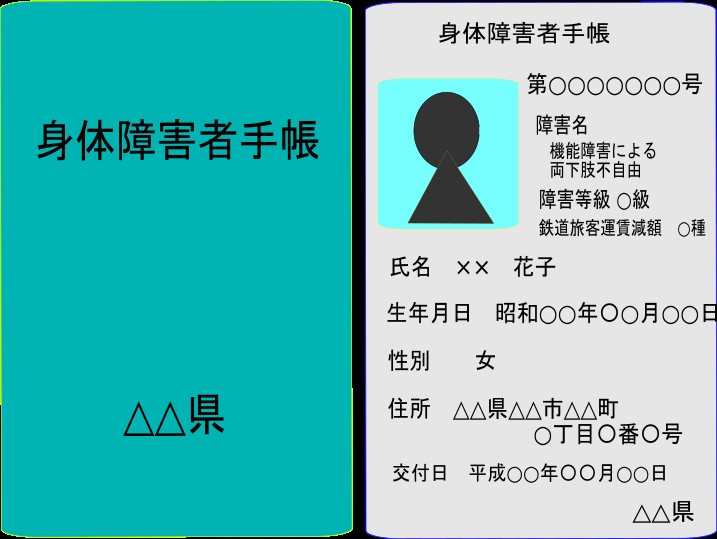 身体障害者手帳
△△県
身体障害者手帳
第○○○○○○○号
障害名
機能障害による
両下肢不自由
障害等級 ○級
鉄道旅客運賃減額 ○種
氏名 ×× 花子
生年月日 昭和○○年○○月○○日
性別 女
住所 △△県△△市△△町
○丁目○番○号
交付日 平成○○年○○月○○日
△△県